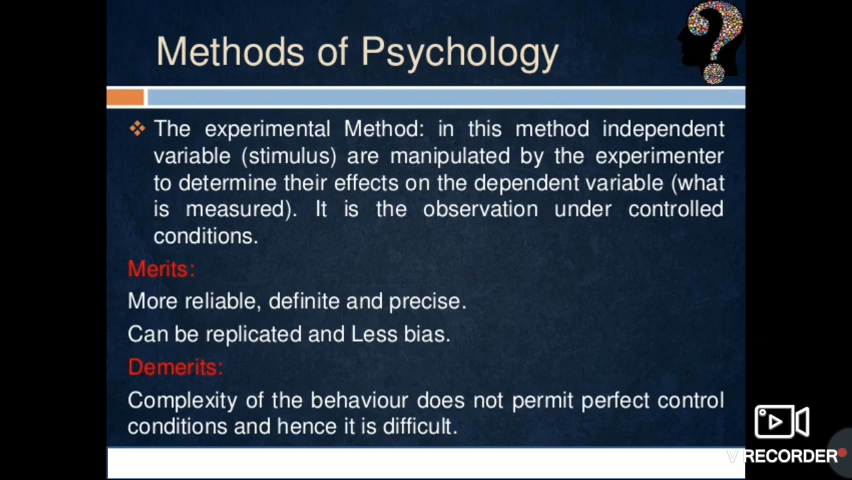 Methods of Psychology
❖ The experimental Method: in this method independent
variable (stimulus) are manipulated by the experimenter
to determine their effects on the dependent variable (what
is measured). It is the observation under controlled
conditions.
Merits:
More reliable, definite and precise.
Can be replicated and Less bias.
Demerits:
Complexity of the behaviour does not permit perfect control
conditions and hence it is difficult.
V RECORDER